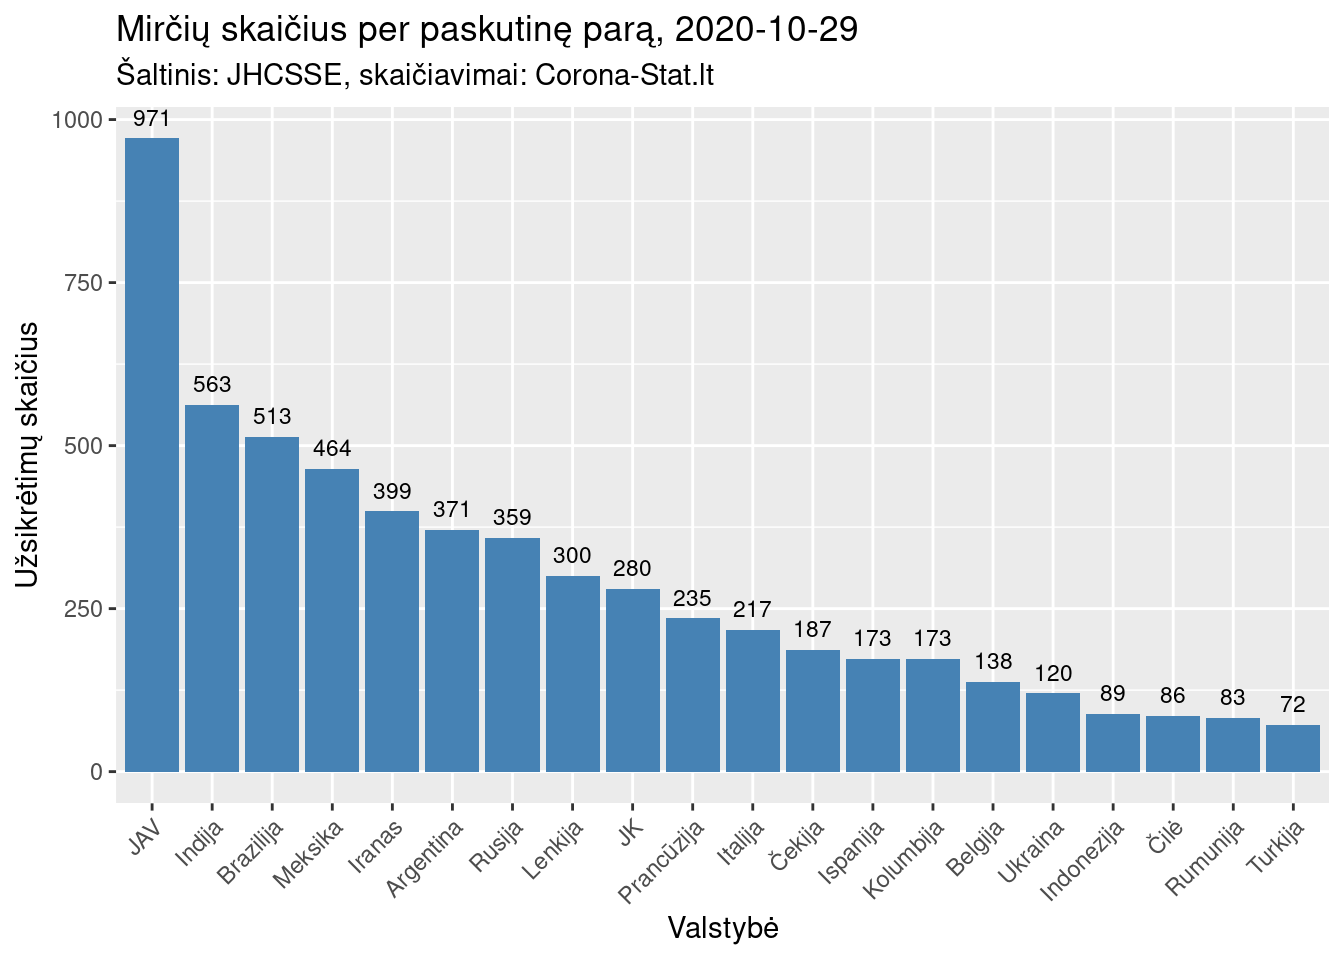 Mirčių skaičius per paskutinę parą, 2020-10-29
Šaltinis: JHCSSE, skaičiavimai: Corona-Stat.lt
Užsikrėtimų skaičius
1000
750
500
250
0
971
563
513
464
399
371
359
300
280
235
217
187
173
173
138
120
89
86
83
72
JAV
Indija
Brazilija
Meksika
Iranas
Argentina
Rusija
Lenkija
JK
Prancūzija
Italija
Čekija
Ispanija
Kolumbija
Belgija
Ukraina
Indonezija
Čilė
Rumunija
Turkija
Valstybė